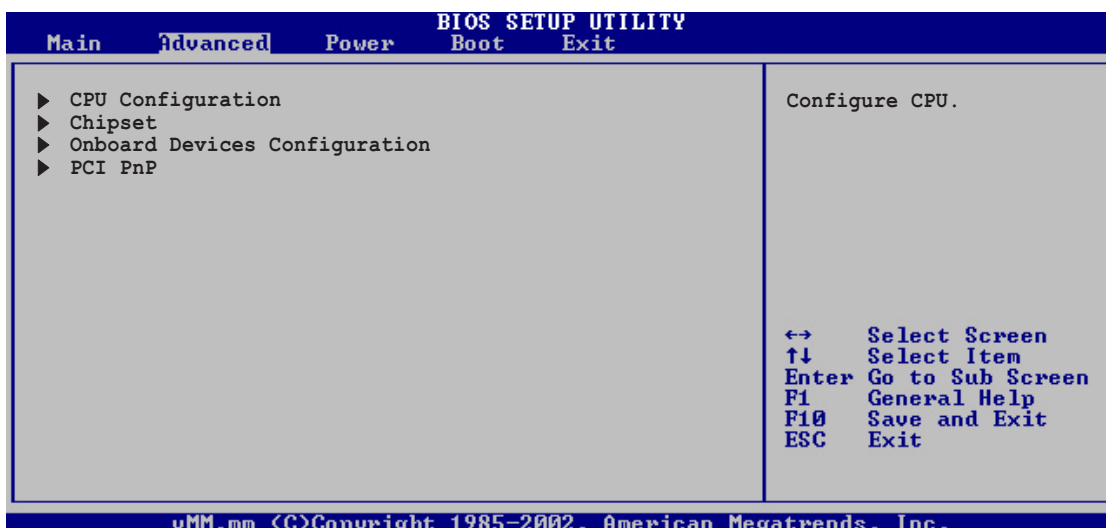 BIOS SETUP UTILITY
Main Advanced Power Boot Exit
▶ CPU Configuration
▶ Chipset
▶ Onboard Devices Configuration
▶ PCI PnP
Configure CPU.
←→ Select Screen
↑↓ Select Item
Enter Go to Sub Screen
F1 General Help
F10 Save and Exit
ESC Exit
vMM.mm (C)Copyright 1985-2002, American Megatrends, Inc.